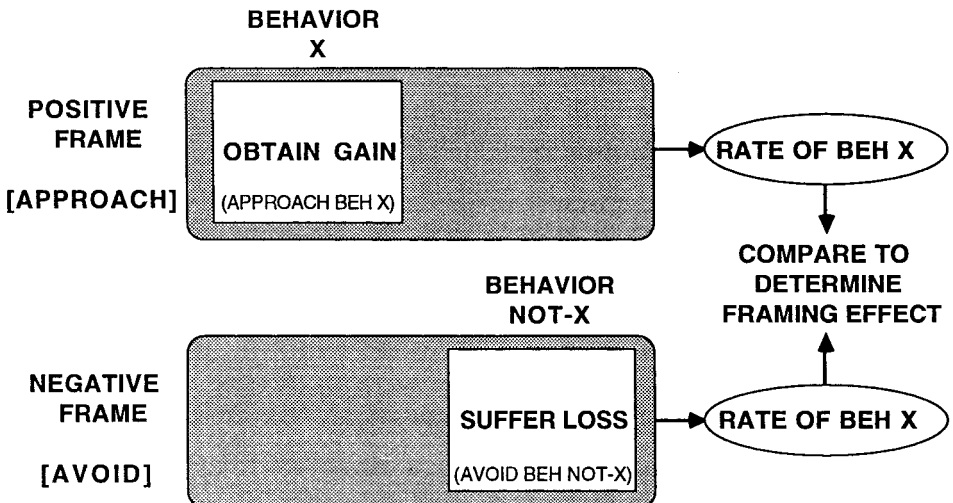 BEHAVIOR
X
POSITIVE
FRAME
[APPROACH]
OBTAIN GAIN
(APPROACH BEH X)
RATE OF BEH X
COMPARE TO
DETERMINE
FRAMING EFFECT
BEHAVIOR
NOT-X
NEGATIVE
FRAME
[AVOID]
SUFFER LOSS
(AVOID BEH NOT-X)
RATE OF BEH X